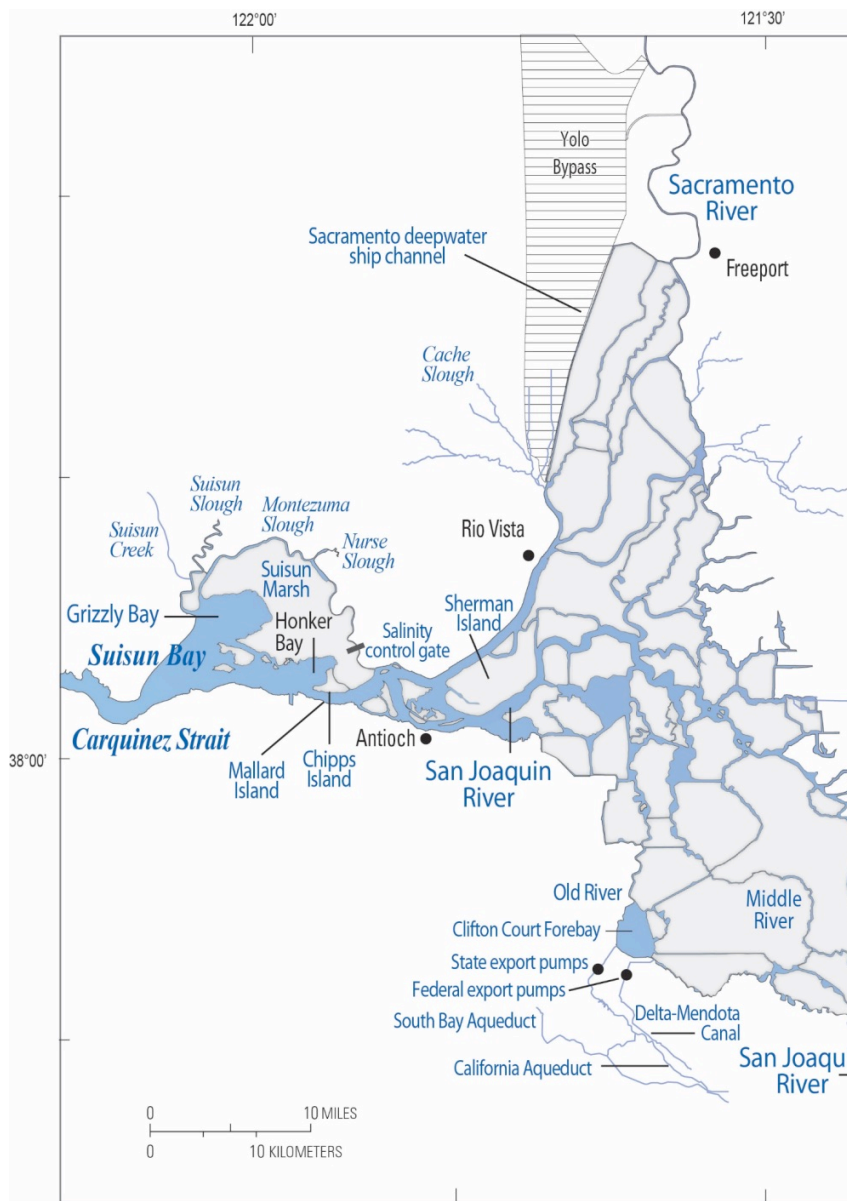 122°00'
121°30'
Yolo
Bypass
Sacramento
River
Sacramento deepwater
ship channel
Freeport
Cache
Slough
Suisun
Slough
Montezuma
Slough
Suisun
Creek
Nurse
Slough
Rio Vista
Suisun
Marsh
Grizzly Bay
Honker
Bay
Sherman
Island
Salinity
control gate
Suisun Bay
Carquinez Strait
Antioch
Chipps
Island
Mallard
Island
San Joaquin
River
38°00'
Old River
Middle
River
Clifton Court Forebay
State export pumps
Federal export pumps
South Bay Aqueduct
Delta-Mendota
Canal
California Aqueduct
San Joaqu
River
0 10 MILES
0 10 KILOMETERS